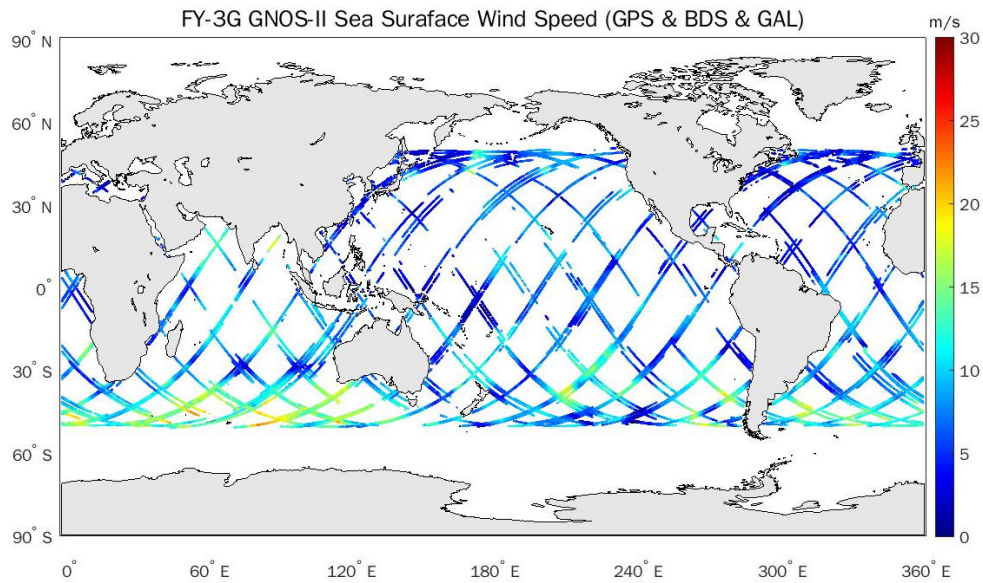 FY-3G GNOS-II Sea Suraface Wind Speed (GPS & BDS & GAL)
m/s
90° N
60° N
30° N
0°
30° S
60° S
90° S
0°
60° E
120° E
180° E
240° E
300° E
360° E
30
25
20
15
10
5
0